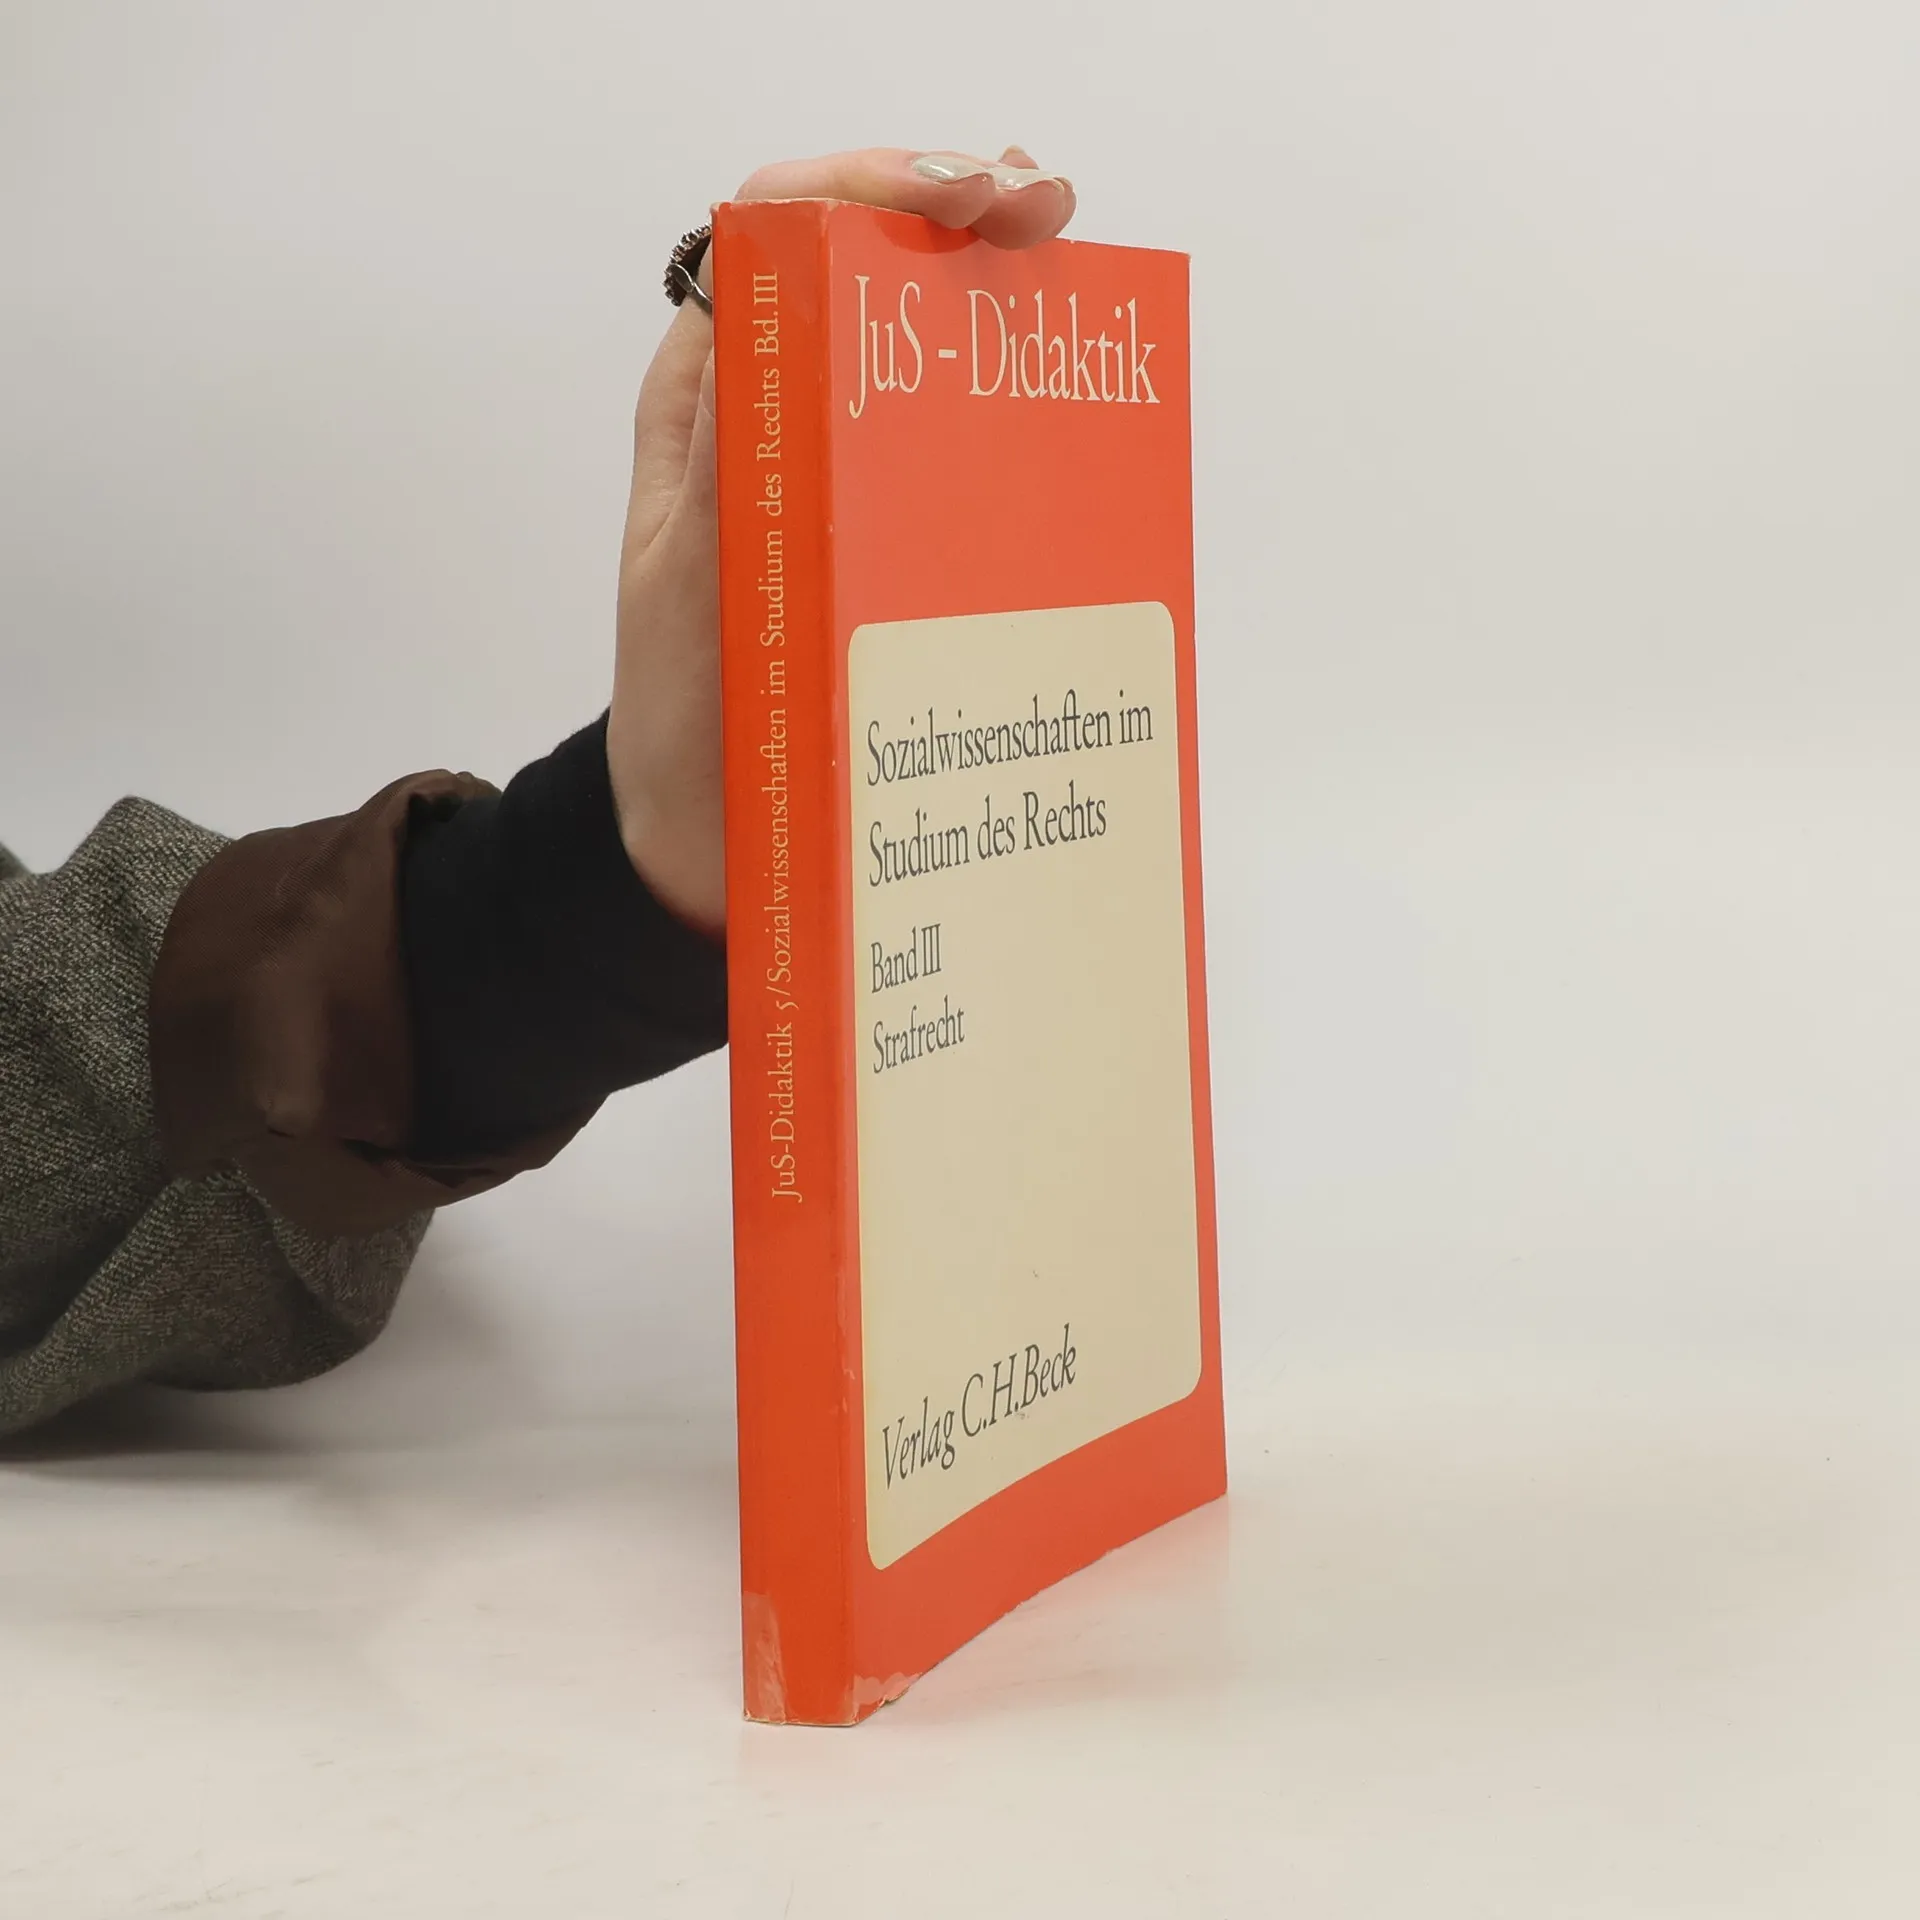 JuS-Didaktik 5/Sozialwissenschaften im Studium des Rechts Bd. III
JuS - Didaktik
Sozialwissenschaften im
Studium des Rechts
Band III
Strafrecht
Verlag C.H.Beck